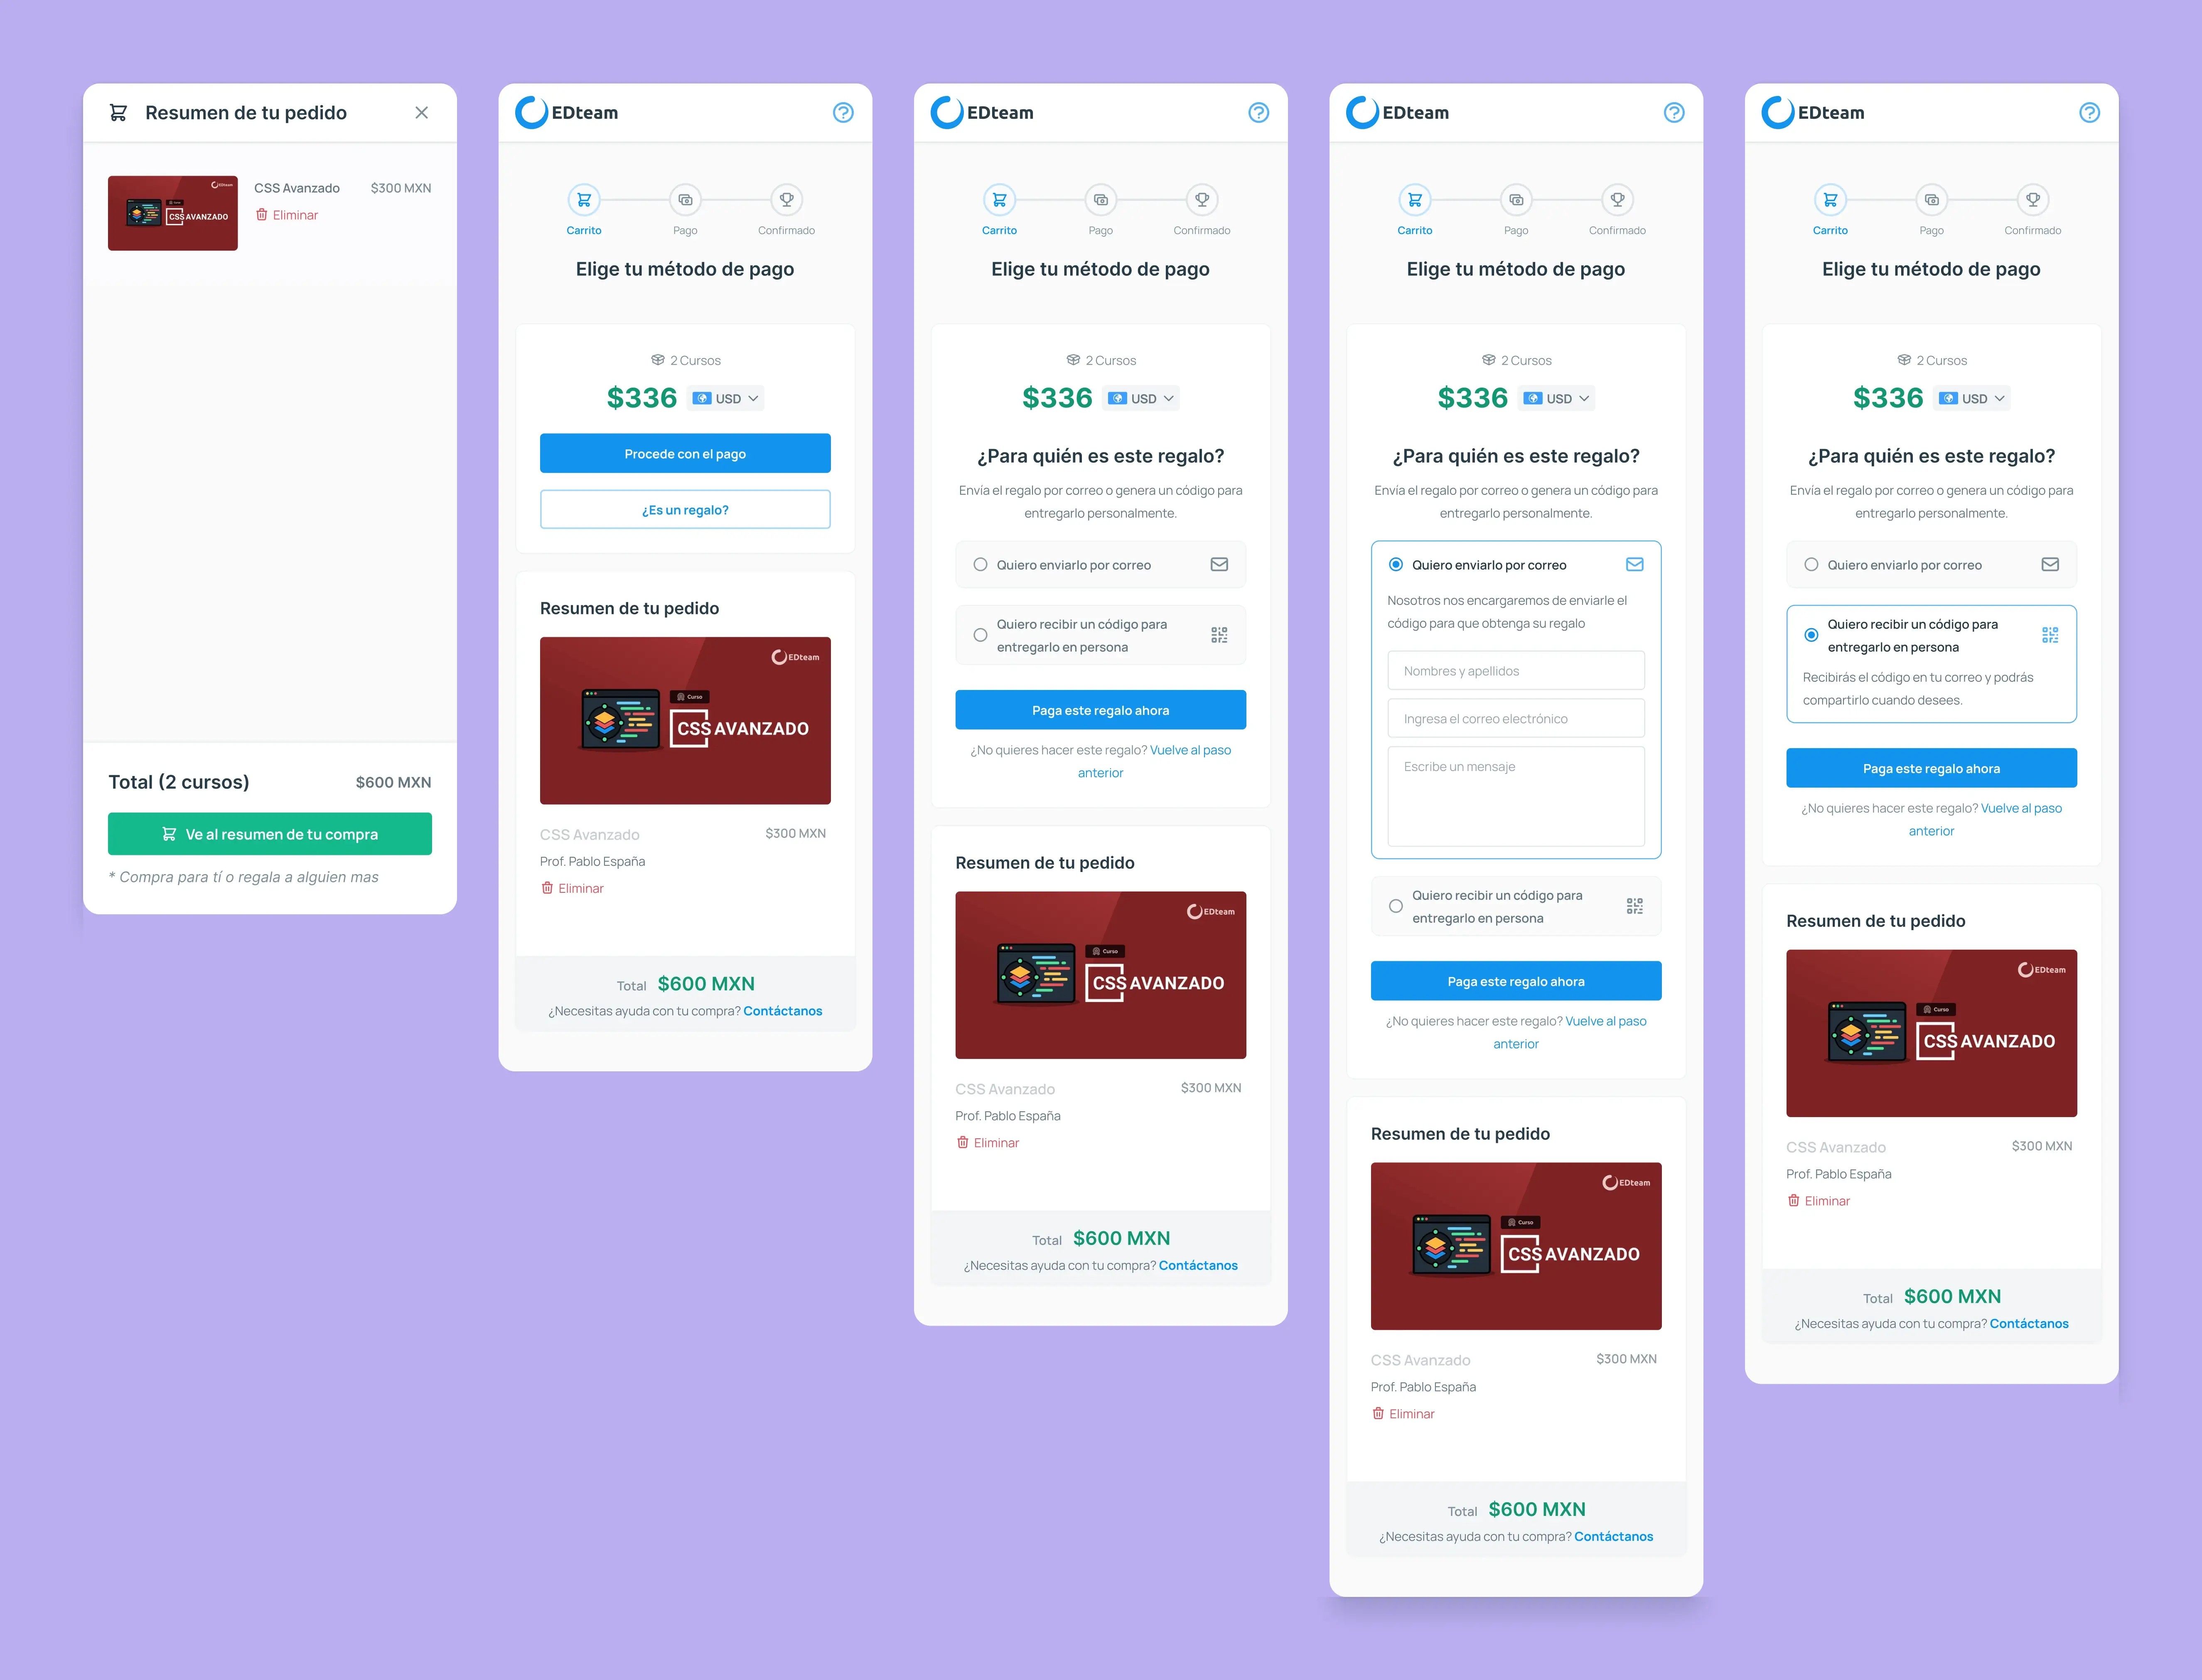 Resumen de tu pedido
EDteam
CSS AVANZADO
CSS Avanzado
$300 MXN
Eliminar
Total (2 cursos)
$600 MXN
Ve al resumen de tu compra
* Compra para tí o regala a alguien mas
EDteam
Carrito
Pago
Confirmado
Elige tu método de pago
2 Cursos
$336
USD
Procede con el pago
¿Es un regalo?
Resumen de tu pedido
EDteam
Curso
CSS AVANZADO
CSS Avanzado
$300 MXN
Prof. Pablo España
Eliminar
Total $600 MXN
¿Necesitas ayuda con tu compra? Contáctanos
EDteam
Carrito
Pago
Confirmado
Elige tu método de pago
2 Cursos
$336
USD
¿Para quién es este regalo?
Envía el regalo por correo o genera un código para
entregarlo personalmente.
Quiero enviarlo por correo
Quiero recibir un código para
entregarlo en persona
Paga este regalo ahora
¿No quieres hacer este regalo? Vuelve al paso
anterior
Resumen de tu pedido
EDteam
Curso
CSS AVANZADO
CSS Avanzado
$300 MXN
Prof. Pablo España
Eliminar
Total $600 MXN
¿Necesitas ayuda con tu compra? Contáctanos
EDteam
Carrito
Pago
Confirmado
Elige tu método de pago
2 Cursos
$336
USD
¿Para quién es este regalo?
Envía el regalo por correo o genera un código para
entregarlo personalmente.
Quiero enviarlo por correo
Nosotros nos encargaremos de enviarle el
código para que obtenga su regalo
Nombres y apellidos
Ingresa el correo electrónico
Escribe un mensaje
Quiero recibir un código para
entregarlo en persona
Paga este regalo ahora
¿No quieres hacer este regalo? Vuelve al paso
anterior
Resumen de tu pedido
EDteam
Curso
CSS AVANZADO
CSS Avanzado
$300 MXN
Prof. Pablo España
Eliminar
Total $600 MXN
¿Necesitas ayuda con tu compra? Contáctanos
EDteam
Carrito
Pago
Confirmado
Elige tu método de pago
2 Cursos
$336
USD
¿Para quién es este regalo?
Envía el regalo por correo o genera un código para
entregarlo personalmente.
Quiero enviarlo por correo
Quiero recibir un código para
entregarlo en persona
Recibirás el código en tu correo y podrás
compartirlo cuando desees.
Paga este regalo ahora
¿No quieres hacer este regalo? Vuelve al paso
anterior
Resumen de tu pedido
EDteam
Curso
CSS AVANZADO
CSS Avanzado
$300 MXN
Prof. Pablo España
Eliminar
Total $600 MXN
¿Necesitas ayuda con tu compra? Contáctanos